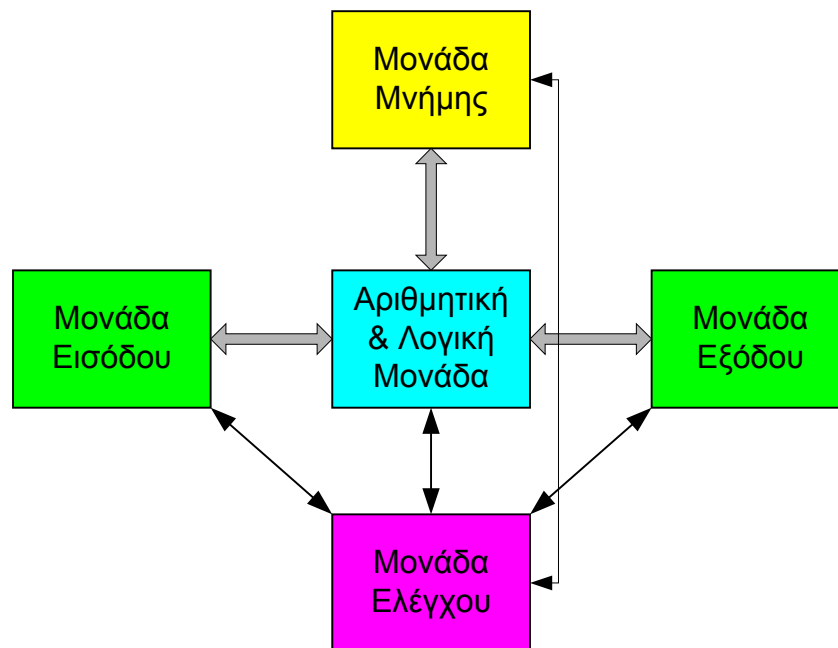 Μονάδα
Μνήμης
Μονάδα
Εισόδου
Αριθμητική
& Λογική
Μονάδα
Μονάδα
Εξόδου
Μονάδα
Ελέγχου